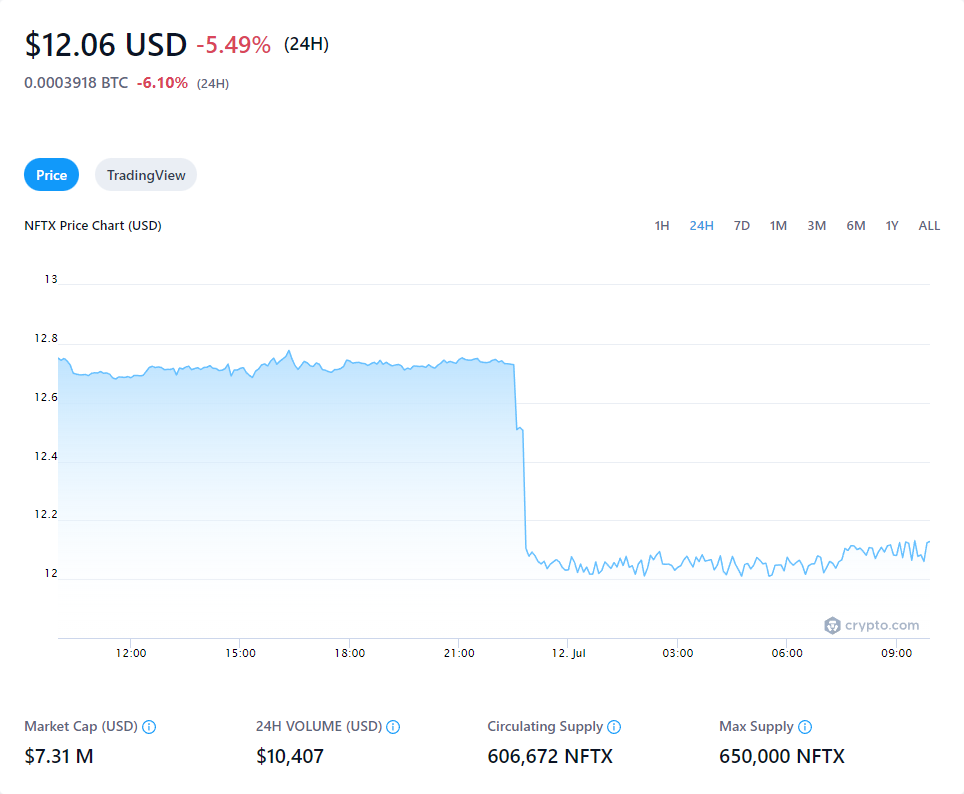 $12.06 USD -5.49% (24H)
0.0003918 BTC -6.10% (24H)
Price TradingView
NFTX Price Chart (USD) 1H 24H 7D 1M 3M 6M 1Y ALL
13
12.8
12.6
12.4
12.2
12
crypto.com
12:00 15:00 18:00 21:00 12. Jul 03:00 06:00 09:00
Market Cap (USD) 24H VOLUME (USD) Circulating Supply Max Supply
$7.31 M $10,407 606,672 NFTX 650,000 NFTX